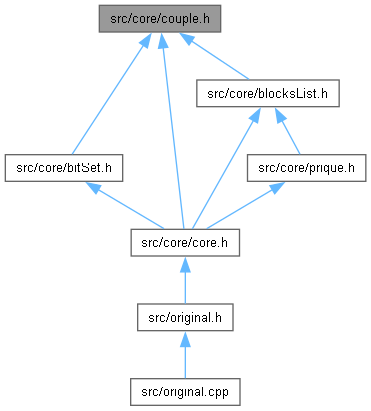 src/core/couple.h
src/core/blocksList.h
src/core/bitSet.h
src/core/prique.h
src/core/core.h
src/original.h
src/original.cpp